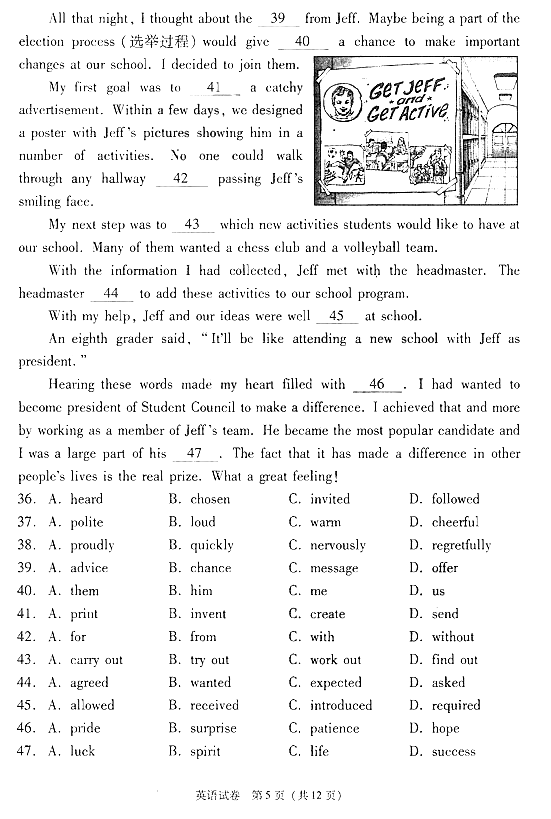 All that night, I thought about the 39 from Jeff. Maybe being a part of the
election process (选举过程) would give 40 a chance to make important
changes at our school. I decided to join them.
My first goal was to 41 a catchy
advertisement. Within a few days, we designed
a poster with Jeff's pictures showing him in a
number of activities. No one could walk
through any hallway 42 passing Jeff's
smiling face.
GET JEFF
and
GET ACTIVE
My next step was to 43 which new activities students would like to have at
our school. Many of them wanted a chess club and a volleyball team.
With the information I had collected, Jeff met with the headmaster. The
headmaster 44 to add these activities to our school program.
With my help, Jeff and our ideas were well 45 at school.
An eighth grader said, "It'll be like attending a new school with Jeff as
president."
Hearing these words made my heart filled with 46 . I had wanted to
become president of Student Council to make a difference. I achieved that and more
by working as a member of Jeff's team. He became the most popular candidate and
I was a large part of his 47 . The fact that it has made a difference in other
people's lives is the real prize. What a great feeling!
36. A. heard B. chosen C. invited D. followed
37. A. polite B. loud C. warm D. cheerful
38. A. proudly B. quickly C. nervously D. regretfully
39. A. advice B. chance C. message D. offer
40. A. them B. him C. me D. us
41. A. print B. invent C. create D. send
42. A. for B. from C. with D. without
43. A. carry out B. try out C. work out D. find out
44. A. agreed B. wanted C. expected D. asked
45. A. allowed B. received C. introduced D. required
46. A. pride B. surprise C. patience D. hope
47. A. luck B. spirit C. life D. success
英语试卷 第5页 (共12页)